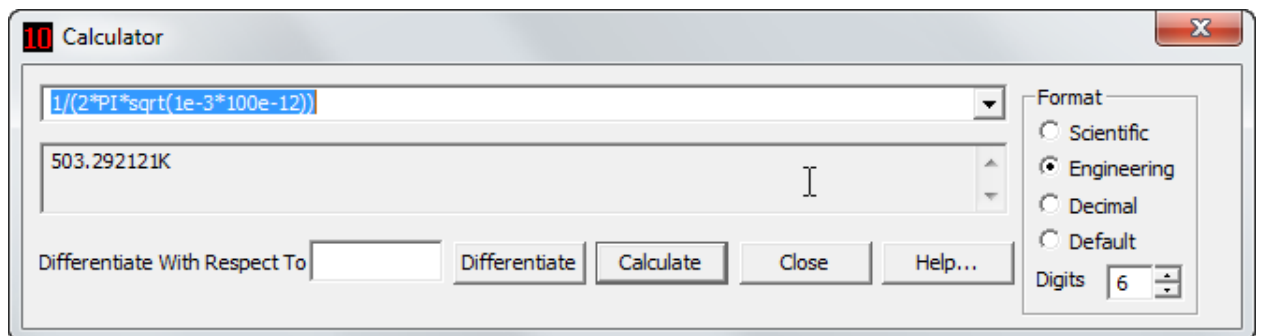 10 Calculator
1/(2*PI*sqrt(1e-3*100e-12))
503.292121K
Differentiate With Respect To
Differentiate
Calculate
Close
Help...
Format
Scientific
Engineering
Decimal
Default
Digits 6